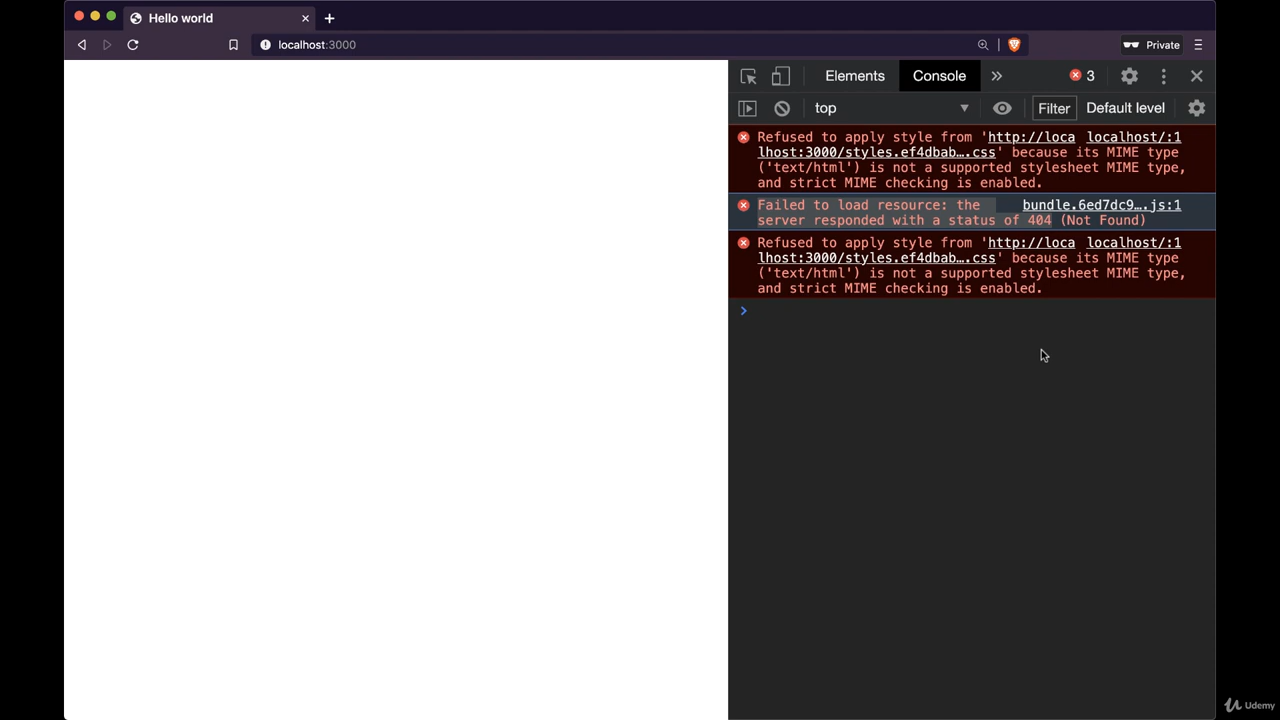 Hello world
localhost:3000
Private
Elements Console
3
top
Filter
Default level
Refused to apply style from 'http://loca localhost/:1
lhost:3000/styles.ef4dbab….css' because its MIME type
('text/html') is not a supported stylesheet MIME type,
and strict MIME checking is enabled.
Failed to load resource: the bundle.6ed7dc9….js:1
server responded with a status of 404 (Not Found)
Refused to apply style from 'http://loca localhost/:1
lhost:3000/styles.ef4dbab….css' because its MIME type
('text/html') is not a supported stylesheet MIME type,
and strict MIME checking is enabled.
Udemy